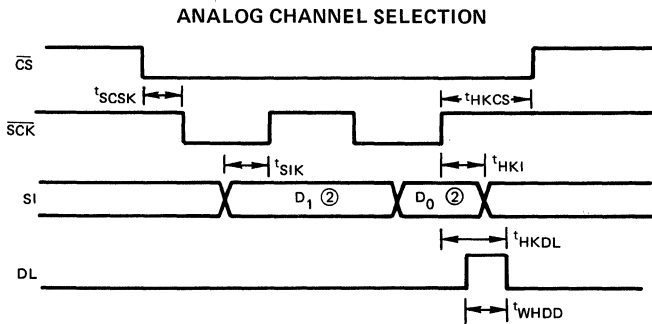 ANALOG CHANNEL SELECTION
CS
tSCSK
tHKCS
SCK
tSIK
tHKI
SI
D1 ②
D0 ②
tHKDL
DL
tWHDD